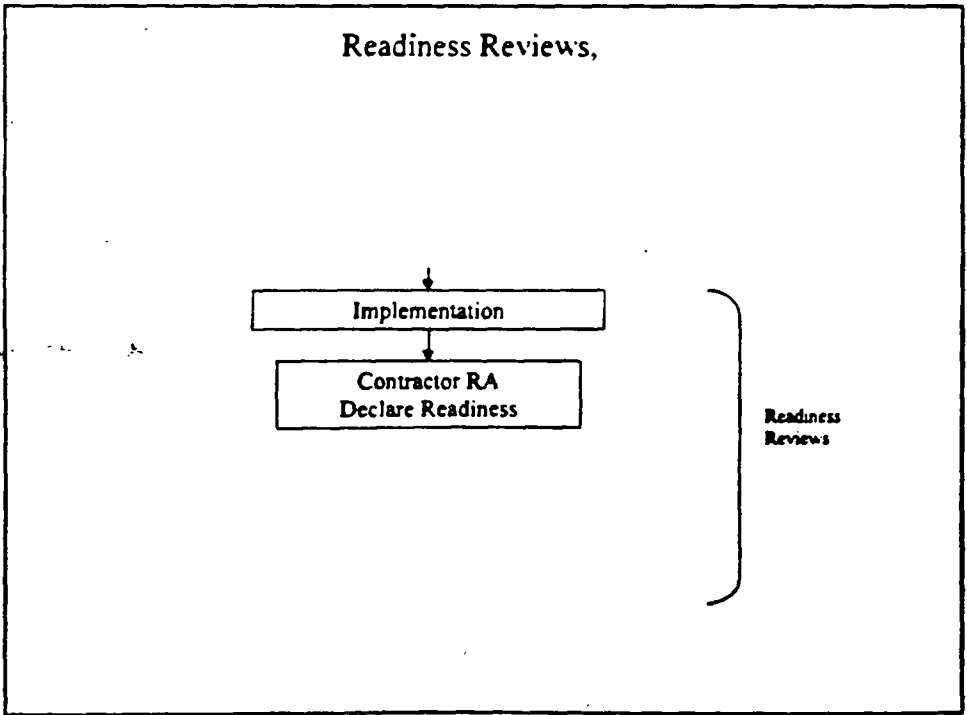 Readiness Reviews,
Implementation
Contractor RA
Declare Readiness
Readiness
Reviews